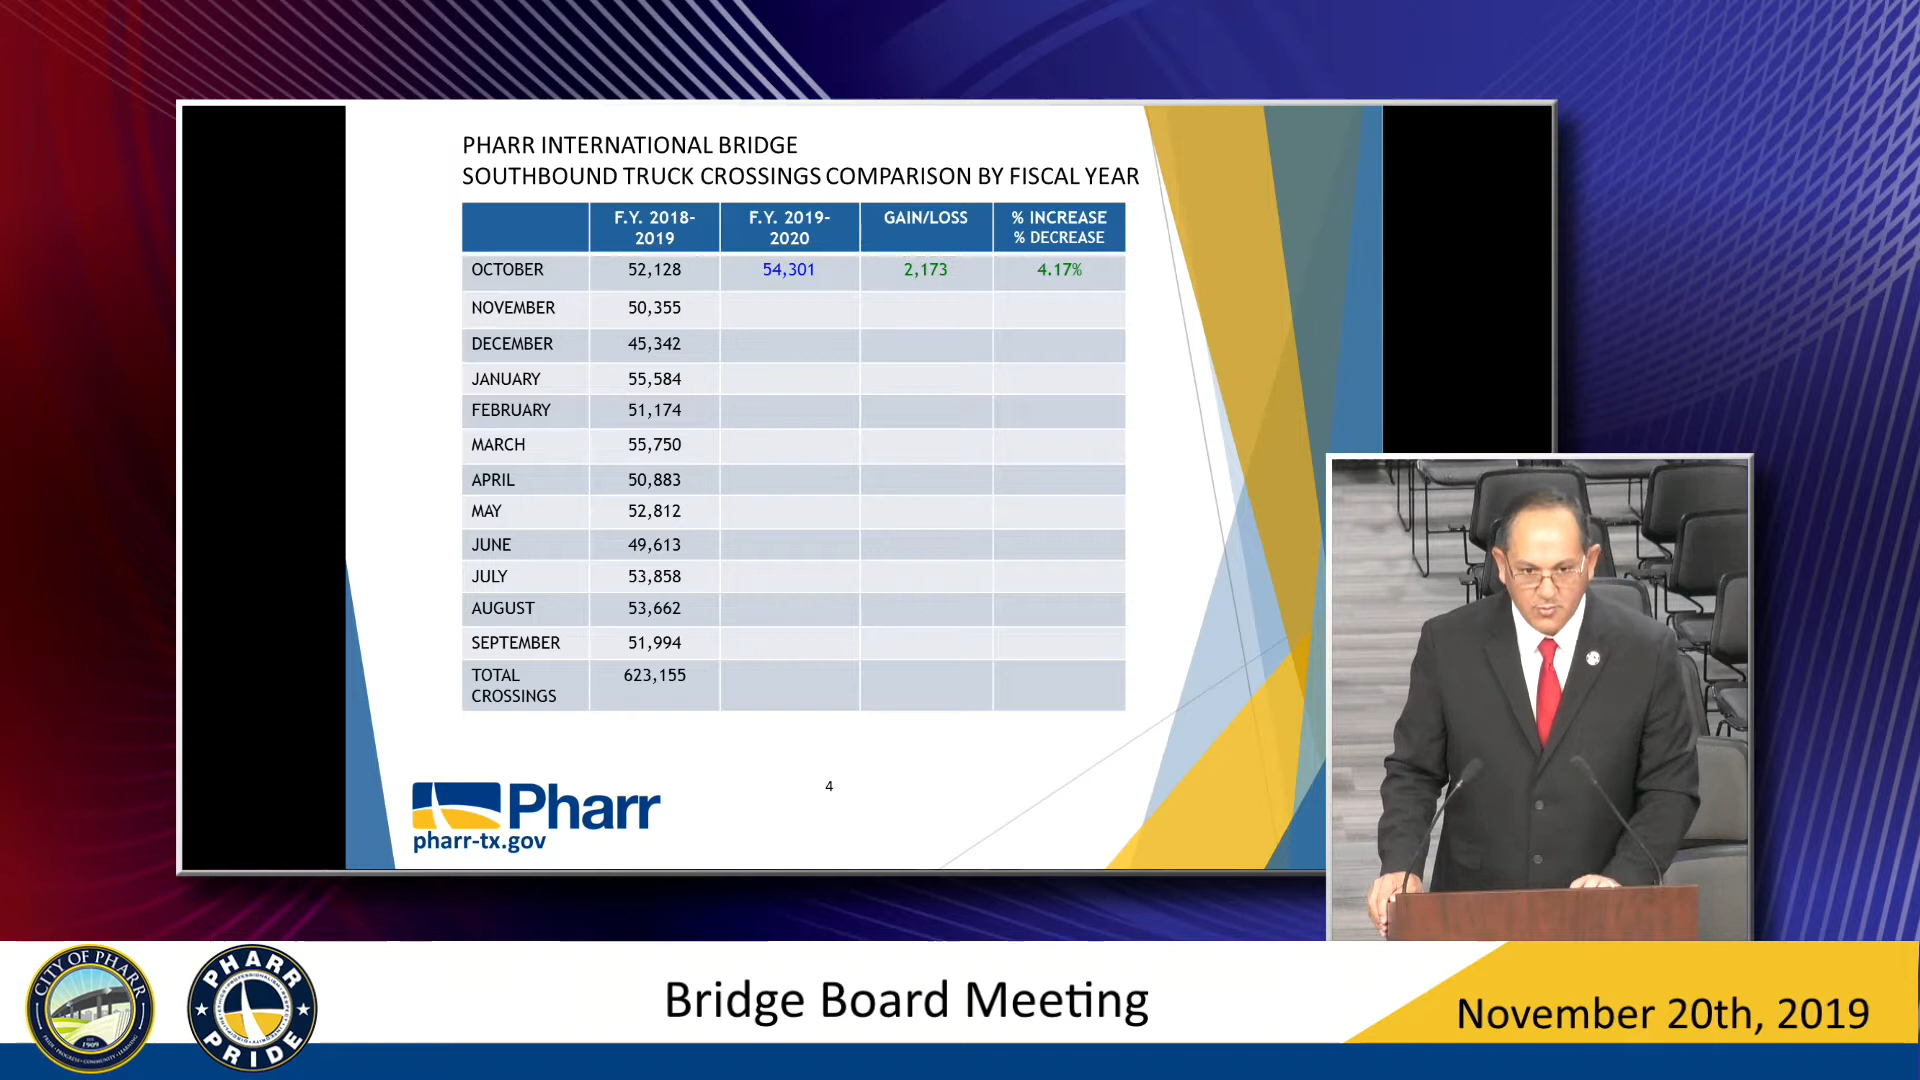 PHARR INTERNATIONAL BRIDGE
SOUTHBOUND TRUCK CROSSINGS COMPARISON BY FISCAL YEAR
F.Y. 2018-2019 F.Y. 2019-2020 GAIN/LOSS % INCREASE % DECREASE
OCTOBER 52,128 54,301 2,173 4.17%
NOVEMBER 50,355
DECEMBER 45,342
JANUARY 55,584
FEBRUARY 51,174
MARCH 55,750
APRIL 50,883
MAY 52,812
JUNE 49,613
JULY 53,858
AUGUST 53,662
SEPTEMBER 51,994
TOTAL CROSSINGS 623,155
4
Pharr
pharr-tx.gov
CITY OF PHARR
1909
PHARR
PRIDE
Bridge Board Meeting
November 20th, 2019